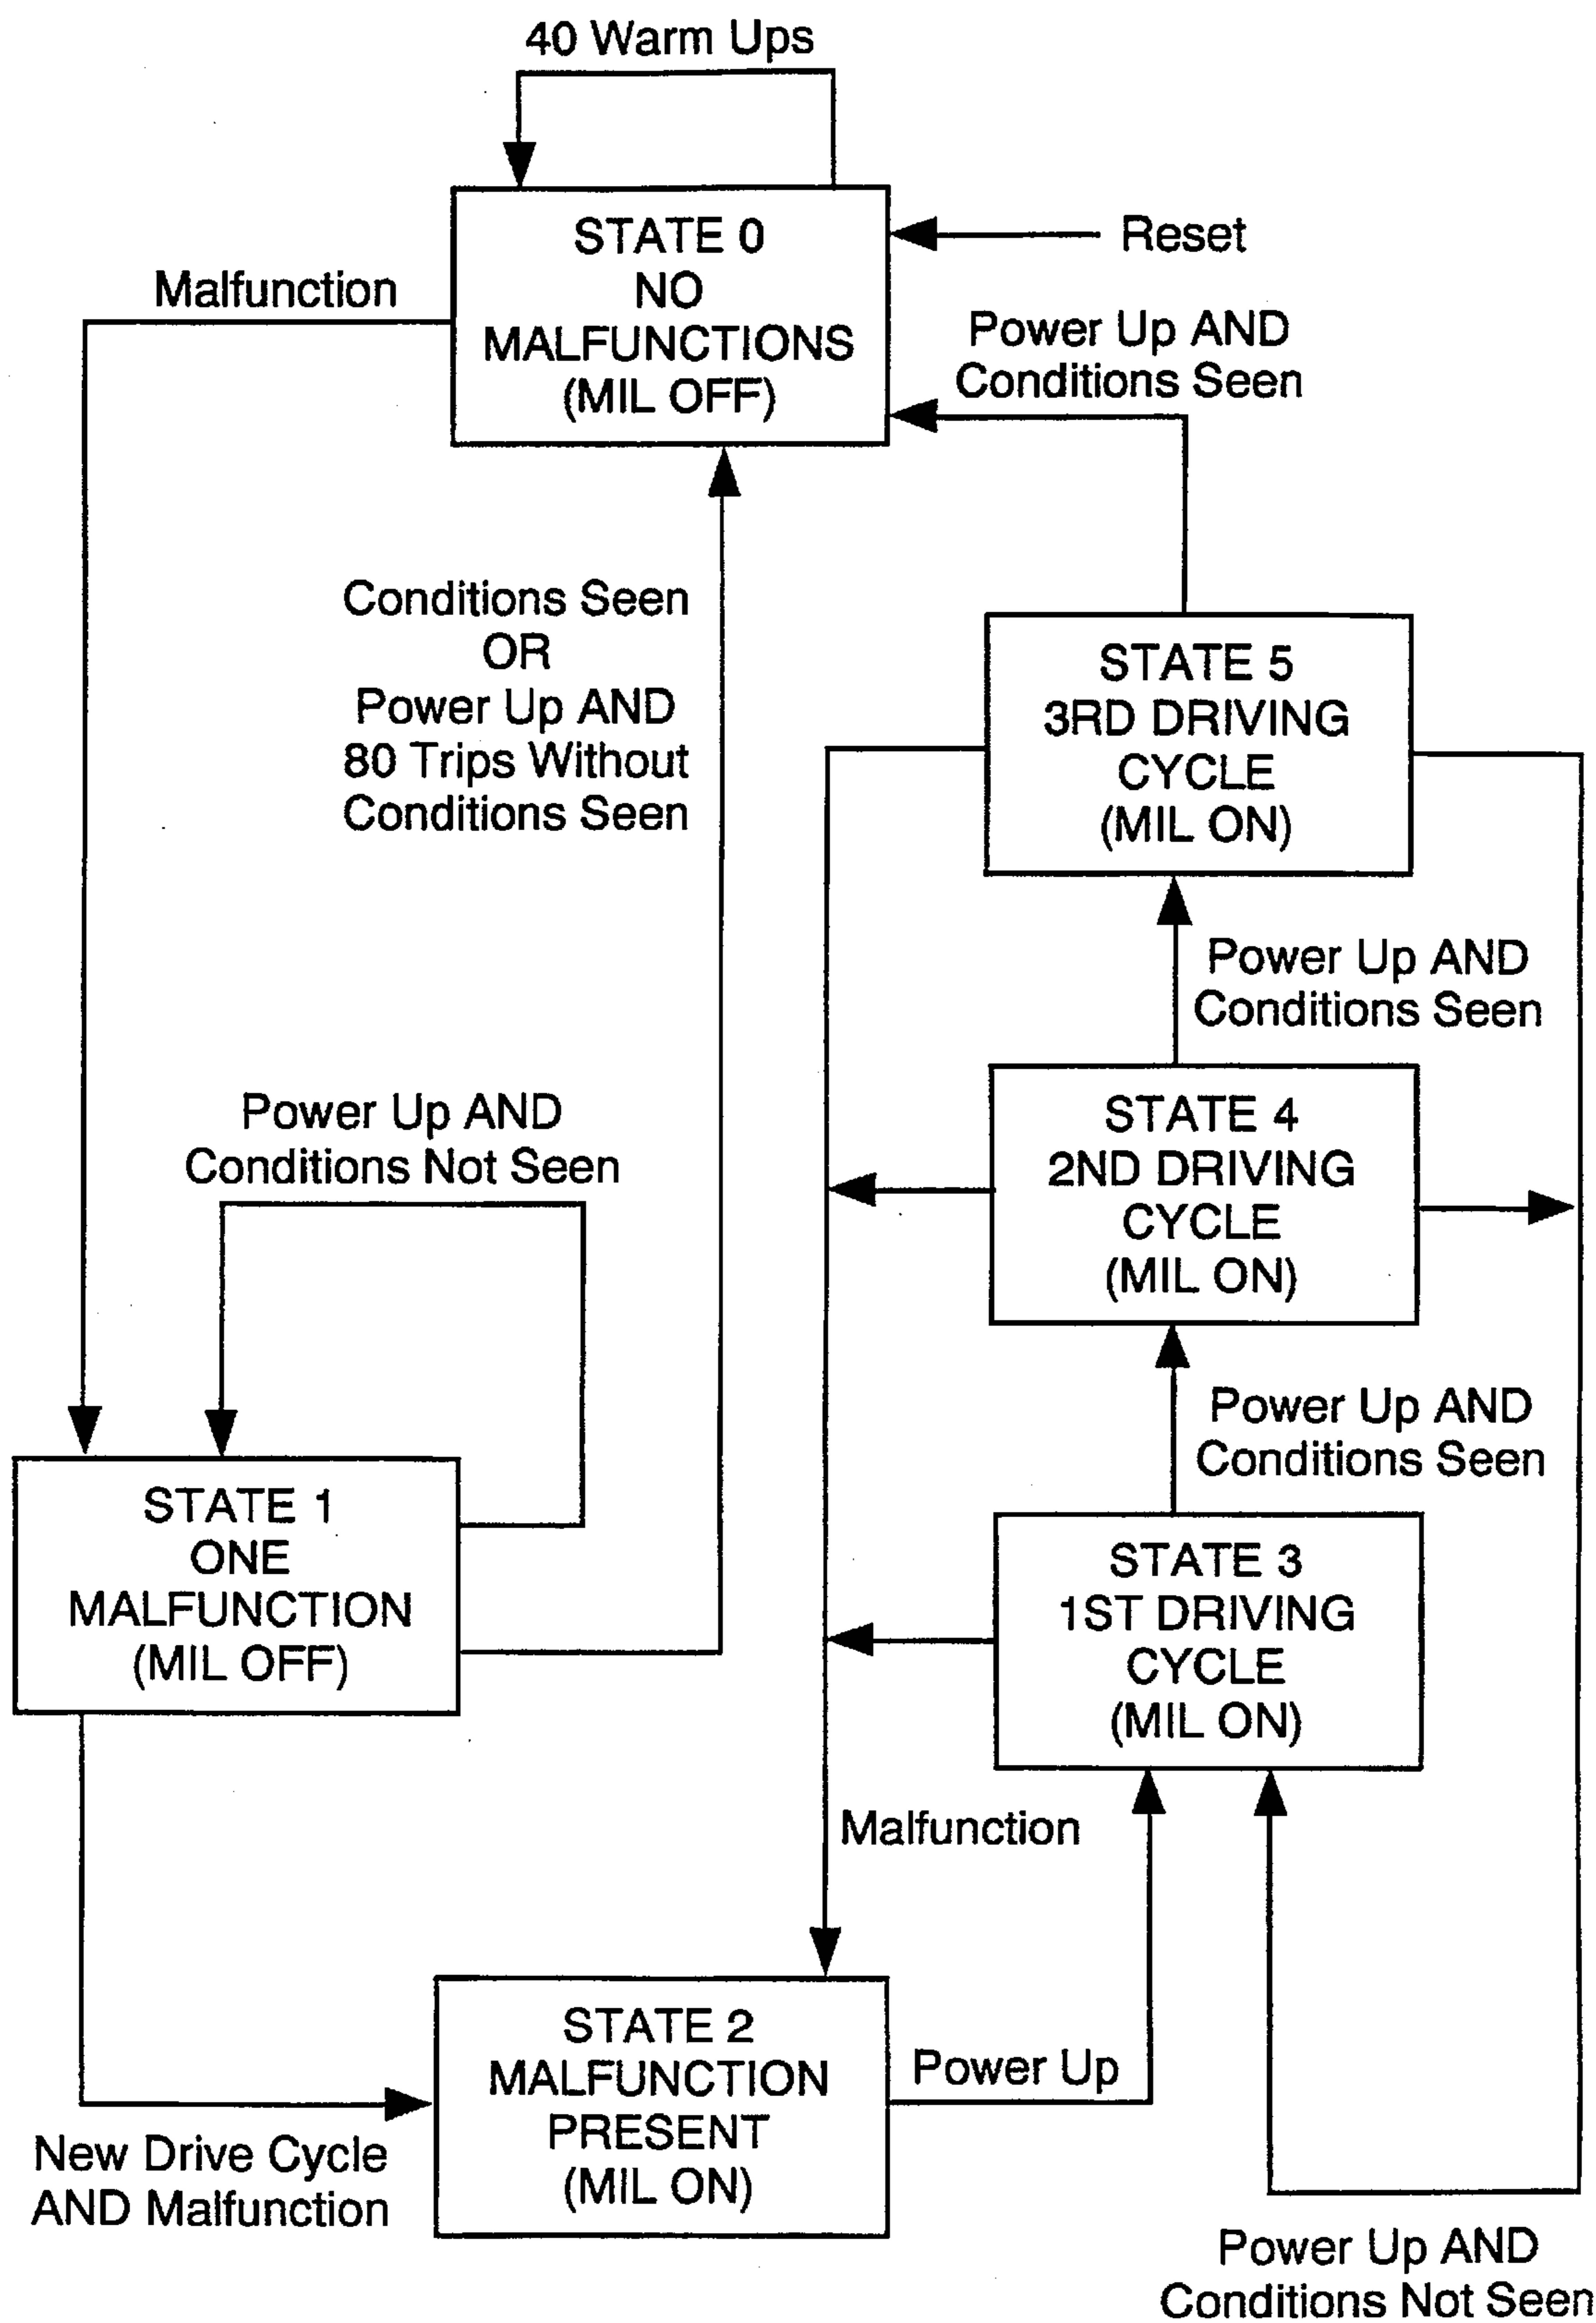 40 Warm Ups
STATE 0
NO
MALFUNCTIONS
(MIL OFF)
Reset
Malfunction
Power Up AND
Conditions Seen
Conditions Seen
OR
Power Up AND
80 Trips Without
Conditions Seen
STATE 5
3RD DRIVING
CYCLE
(MIL ON)
Power Up AND
Conditions Seen
Power Up AND
Conditions Not Seen
STATE 4
2ND DRIVING
CYCLE
(MIL ON)
Power Up AND
Conditions Seen
STATE 1
ONE
MALFUNCTION
(MIL OFF)
STATE 3
1ST DRIVING
CYCLE
(MIL ON)
Malfunction
STATE 2
MALFUNCTION
PRESENT
(MIL ON)
Power Up
New Drive Cycle
AND Malfunction
Power Up AND
Conditions Not Seen